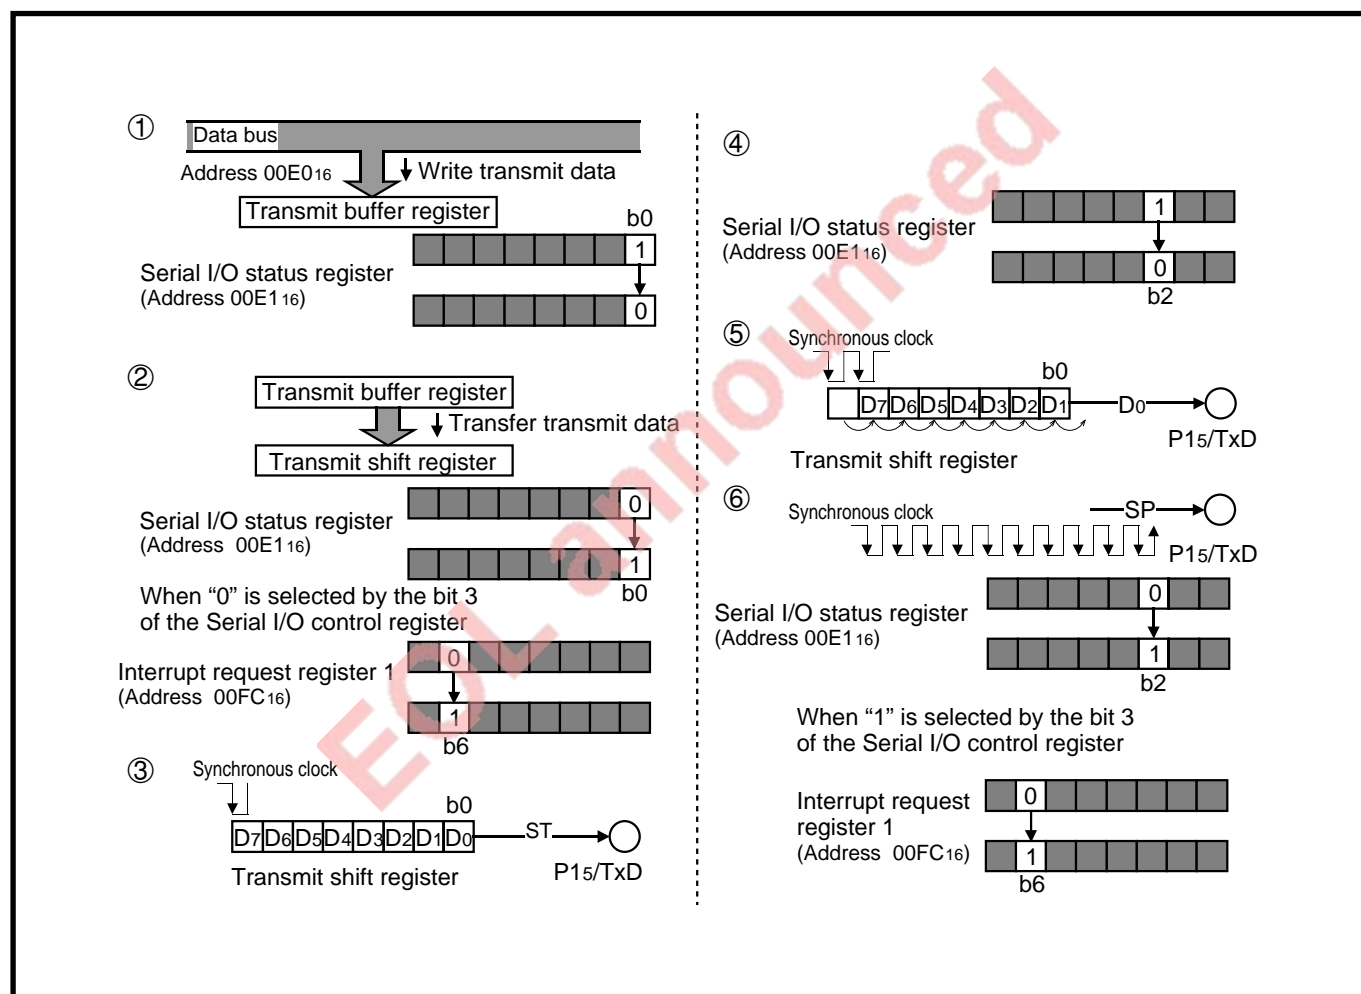 ①
Data bus
Address 00E016
Write transmit data
Transmit buffer register
b0
1
Serial I/O status register
(Address 00E116)
0
②
Transmit buffer register
Transfer transmit data
Transmit shift register
0
Serial I/O status register
(Address 00E116)
1
b0
When “0” is selected by the bit 3
of the Serial I/O control register
0
Interrupt request register 1
(Address 00FC16)
1
b6
③
Synchronous clock
b0
D7 D6 D5 D4 D3 D2 D1 D0 ST
P15/TxD
Transmit shift register
④
1
Serial I/O status register
(Address 00E116)
0
b2
⑤
Synchronous clock
b0
D7 D6 D5 D4 D3 D2 D1 D0
P15/TxD
Transmit shift register
⑥
SP
Synchronous clock
P15/TxD
0
Serial I/O status register
(Address 00E116)
1
b2
When “1” is selected by the bit 3
of the Serial I/O control register
0
Interrupt request
register 1
(Address 00FC16)
1
b6
EOL announced